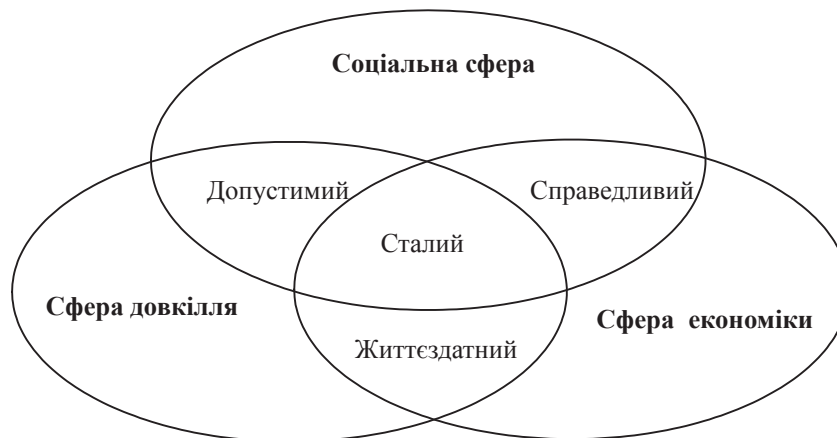 Соціальна сфера
Допустимий
Справедливий
Сталий
Сфера довкілля
Сфера економіки
Життєздатний